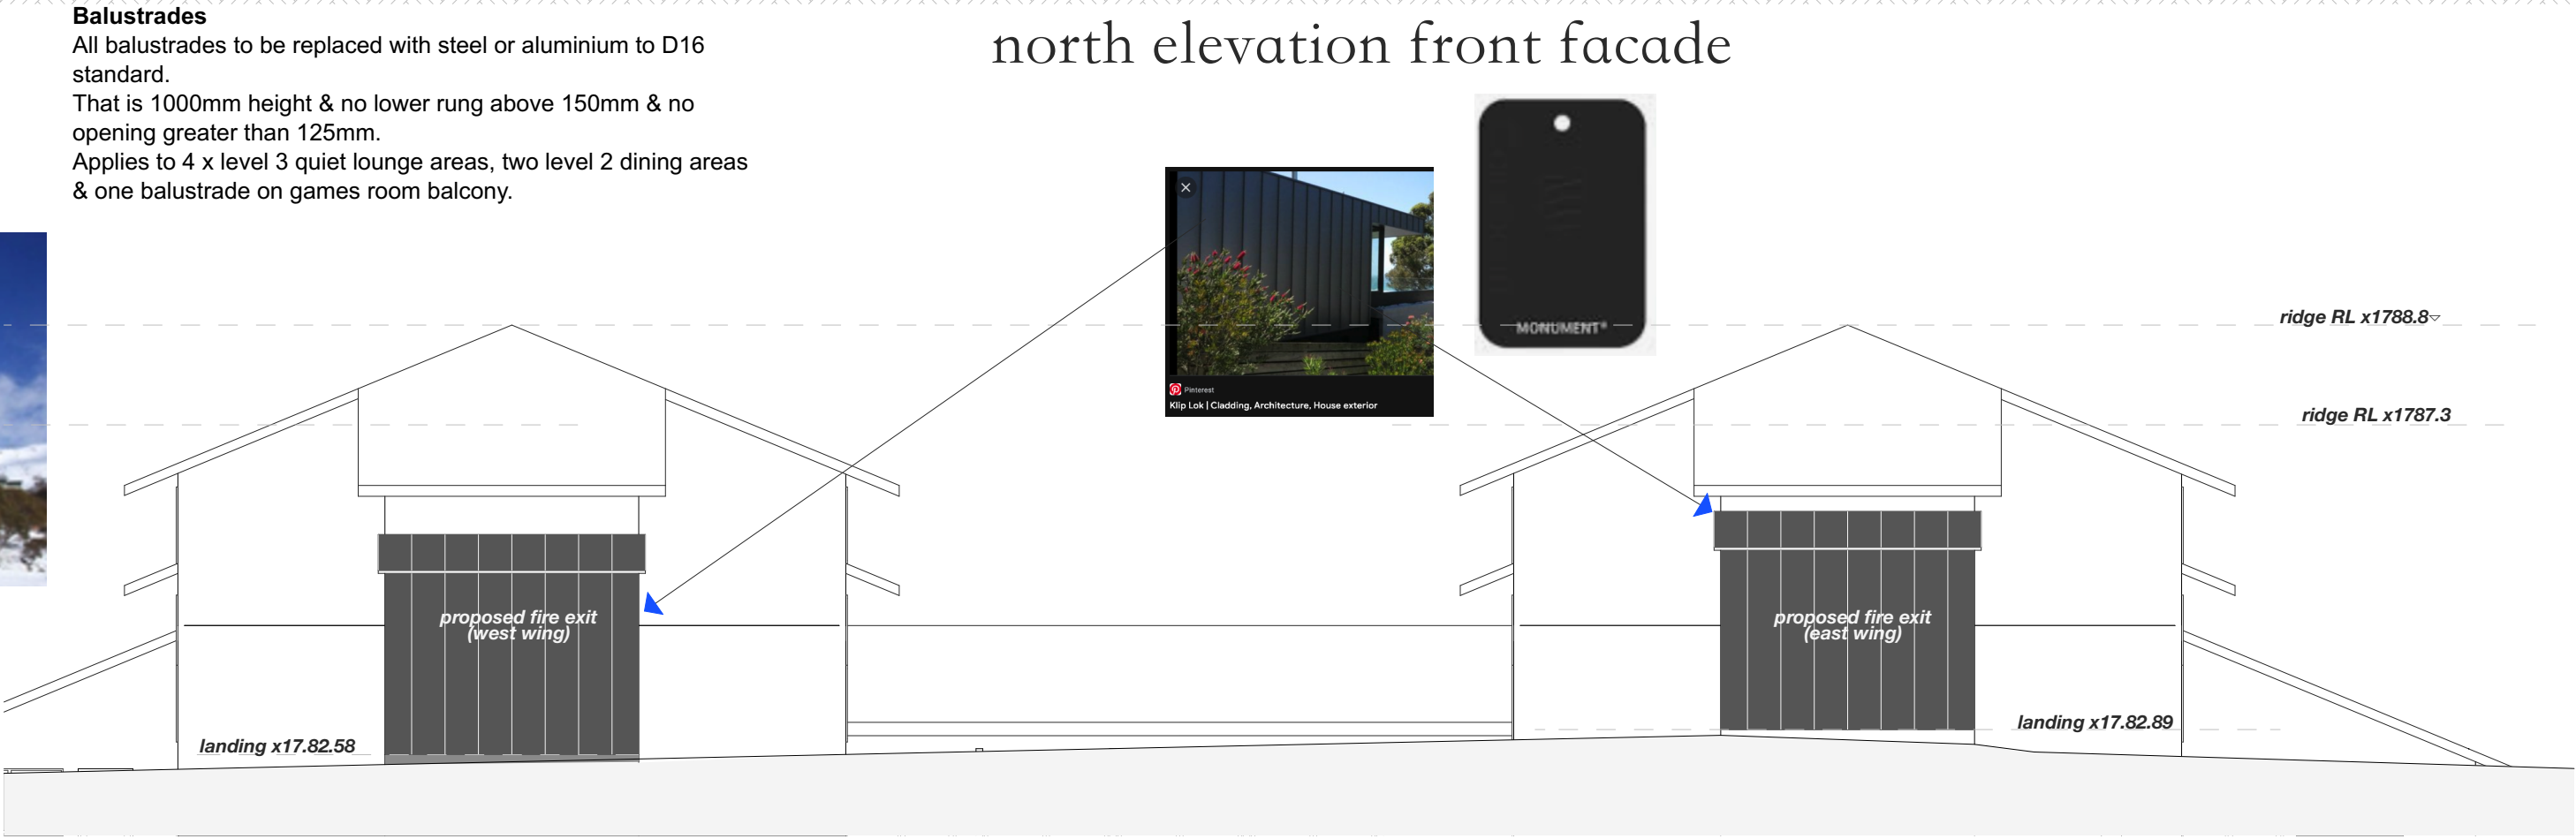 Balustrades
All balustrades to be replaced with steel or aluminium to D16
standard.
That is 1000mm height & no lower rung above 150mm & no
opening greater than 125mm.
Applies to 4 x level 3 quiet lounge areas, two level 2 dining areas
& one balustrade on games room balcony.
north elevation front facade
MONUMENT®
Pinterest
Klip Lok | Cladding, Architecture, House exterior
ridge RL x1788.8
ridge RL x1787.3
proposed fire exit
(west wing)
proposed fire exit
(east wing)
landing x17.82.58
landing x17.82.89